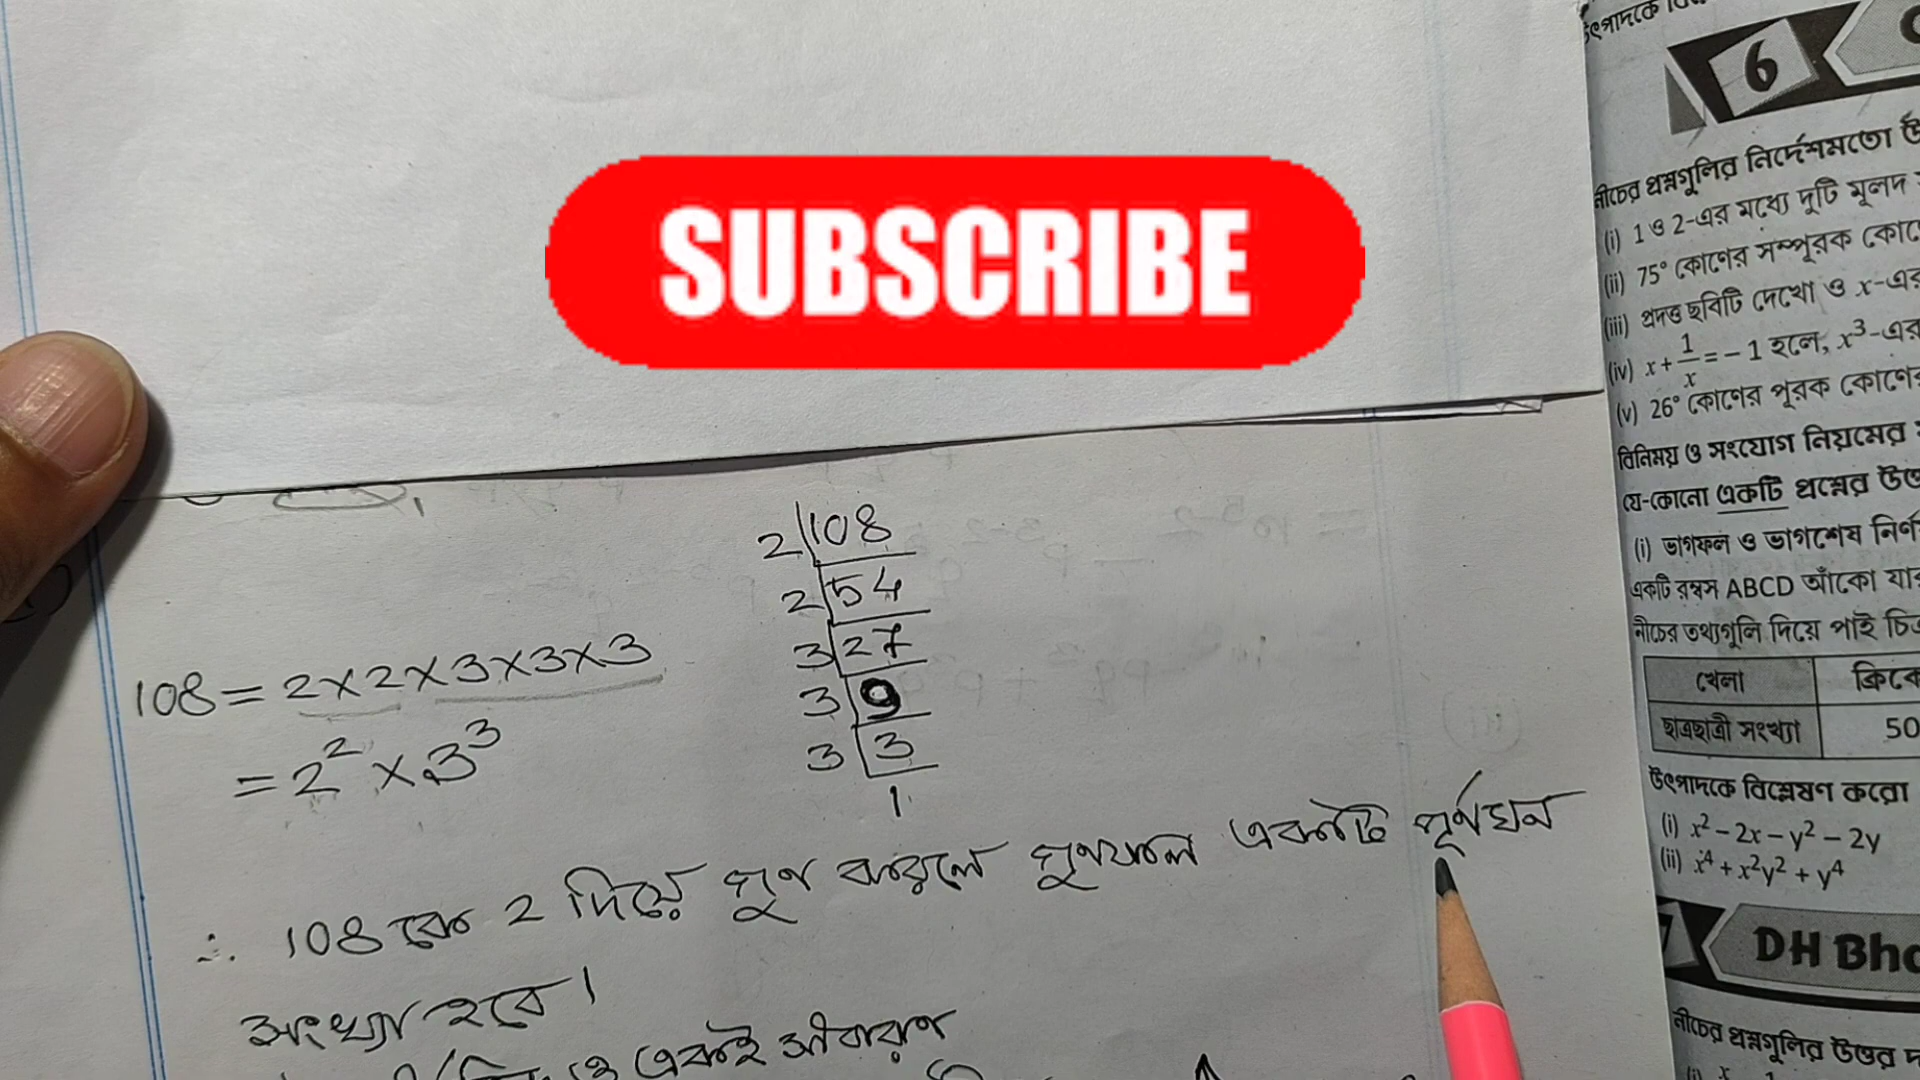 SUBSCRIBE
2 108
2 54
3 27
3 9
3 3
1
108 = 2×2×3×3×3
= 2² × 3³
∴ 108 কে 2 দিয়ে গুণ করলে গুণফল একটি পূর্ণঘন
সংখ্যা হবে।
ও একই
উৎপাদকে
6
নীচের প্রশ্নগুলির নির্দেশমতো
(i) 1 ও 2-এর মধ্যে দুটি মূলদ
(ii) 75° কোণের সম্পূরক
(iii) প্রদত্ত ছবিটি দেখো ও x-এর
(iv) x + 1/x = – 1 হলে, x³-এর
(v) 26° কোণের পূরক কোণের
বিনিময় ও সংযোগ নিয়মের
যে-কোনো একটি প্রশ্নের
(i) ভাগফল ও ভাগশেষ
একটি রম্বস ABCD আঁকো যার
নীচের তথ্যগুলি দিয়ে পাই
খেলা
ছাত্রছাত্রী সংখ্যা 50
উৎপাদকে বিশ্লেষণ করো
(i) x² – 2x – y² – 2y
(ii) x⁴ + x²y² + y⁴
7 DH
নীচের প্রশ্নগুলির উত্তর